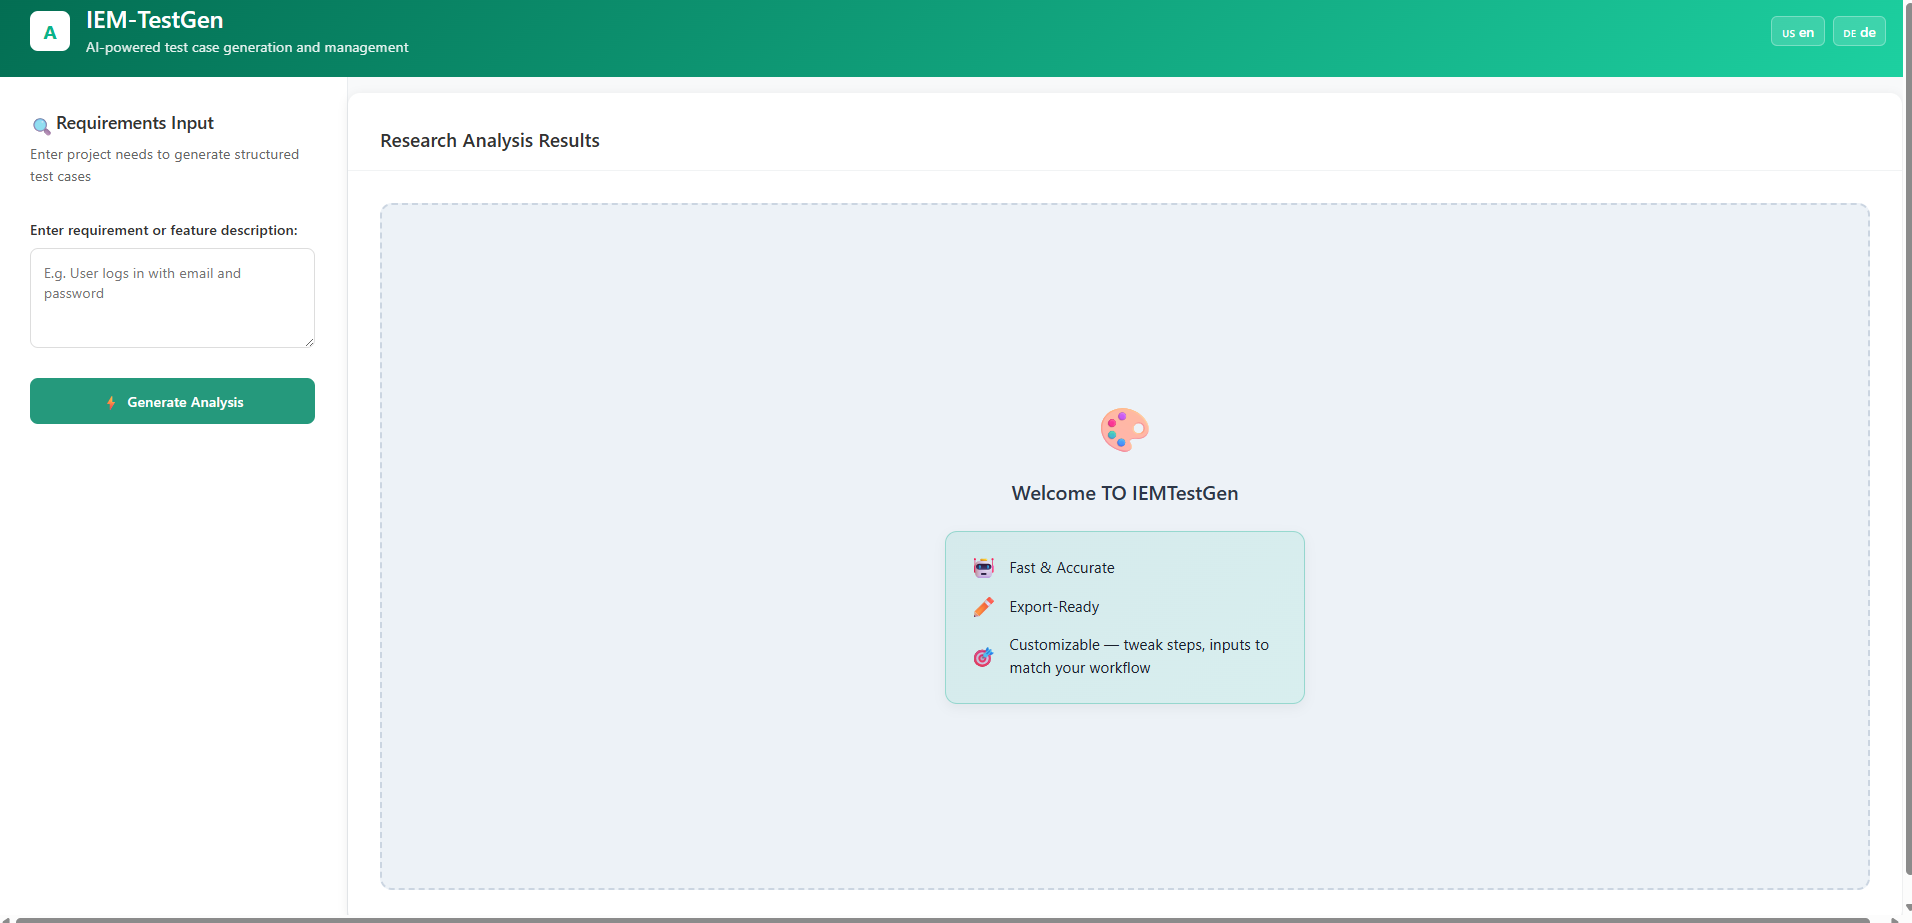 A
IEM-TestGen
AI-powered test case generation and management
US en
DE de
Requirements Input
Enter project needs to generate structured
test cases
Enter requirement or feature description:
E.g. User logs in with email and
password
Generate Analysis
Research Analysis Results
Welcome TO IEMTestGen
Fast & Accurate
Export-Ready
Customizable — tweak steps, inputs to
match your workflow